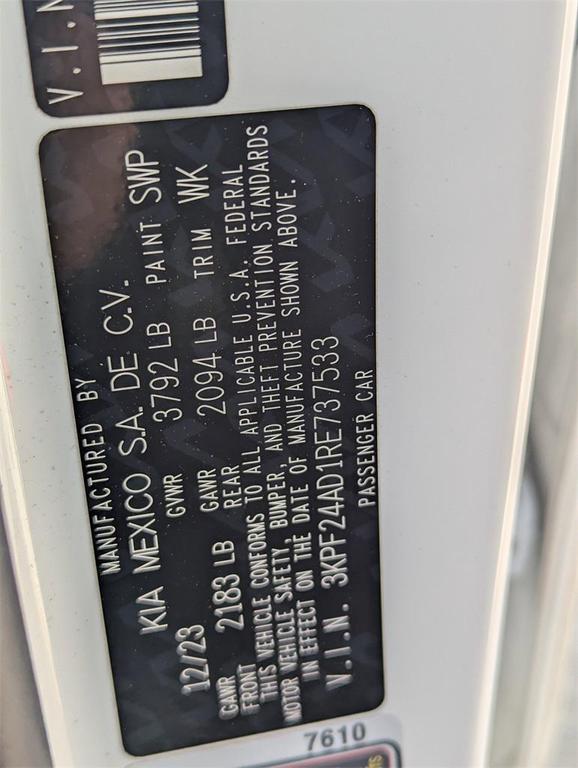 V.I.N
MANUFACTURED BY
KIA MEXICO S.A. DE C.V.
12/23 GVWR 3792 LB PAINT SWP
GAWR FRONT 2183 LB GAWR REAR 2094 LB TRIM WK
THIS VEHICLE CONFORMS TO ALL APPLICABLE U.S.A. FEDERAL
MOTOR VEHICLE SAFETY, BUMPER, AND THEFT PREVENTION STANDARDS
IN EFFECT ON THE DATE OF MANUFACTURE SHOWN ABOVE.
V.I.N. 3KPF24AD1RE737533
PASSENGER CAR
7610